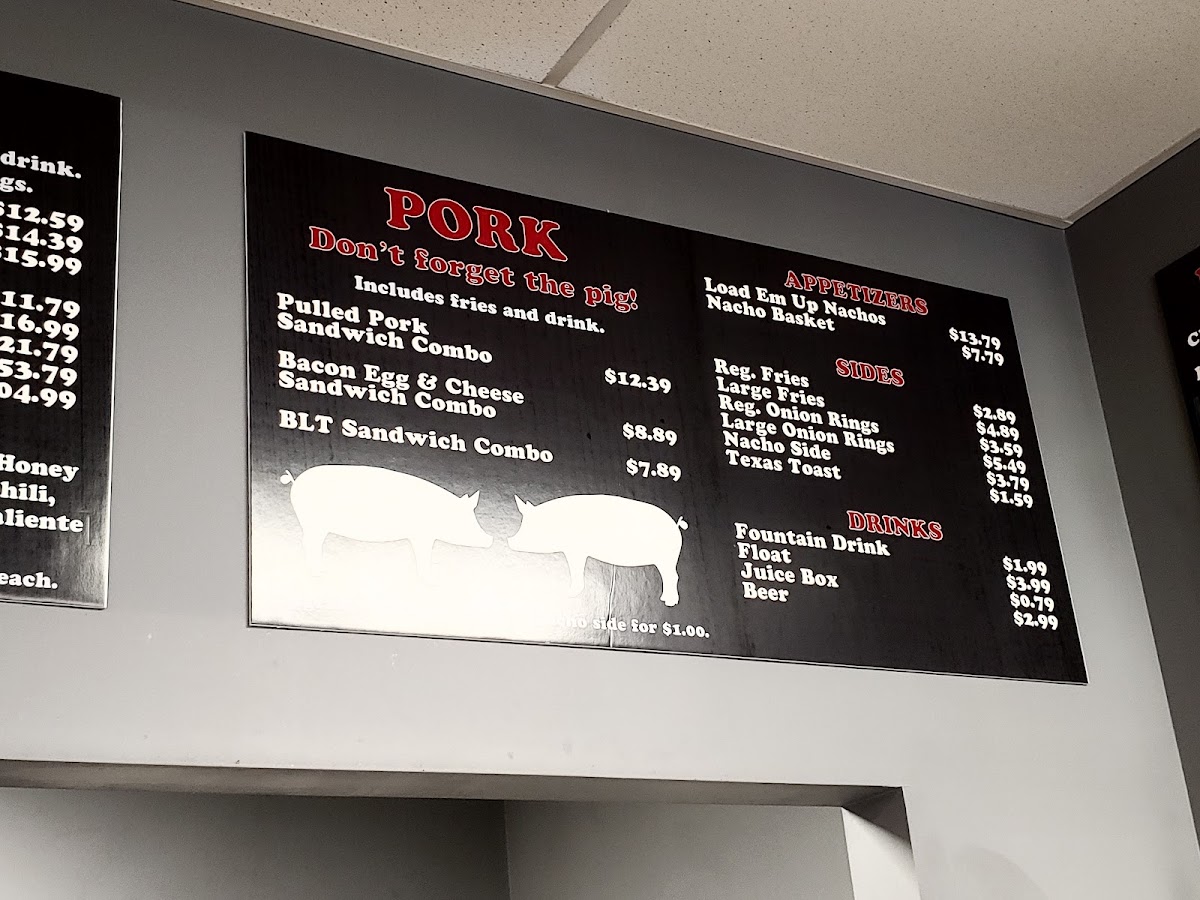 drink.
gs.
$12.59
$14.39
$15.99
11.79
16.99
21.79
53.79
04.99
Honey
hili,
aliente
each.
PORK
Don't forget the pig!
Includes fries and drink.
Pulled Pork
Sandwich Combo $12.39
Bacon Egg & Cheese
Sandwich Combo $8.89
BLT Sandwich Combo $7.89
side for $1.00.
APPETIZERS
Load Em Up Nachos $13.79
Nacho Basket $7.79
SIDES
Reg. Fries $2.89
Large Fries $4.89
Reg. Onion Rings $3.59
Large Onion Rings $5.49
Nacho Side $3.79
Texas Toast $1.59
DRINKS
Fountain Drink $1.99
Float $3.99
Juice Box $0.79
Beer $2.99